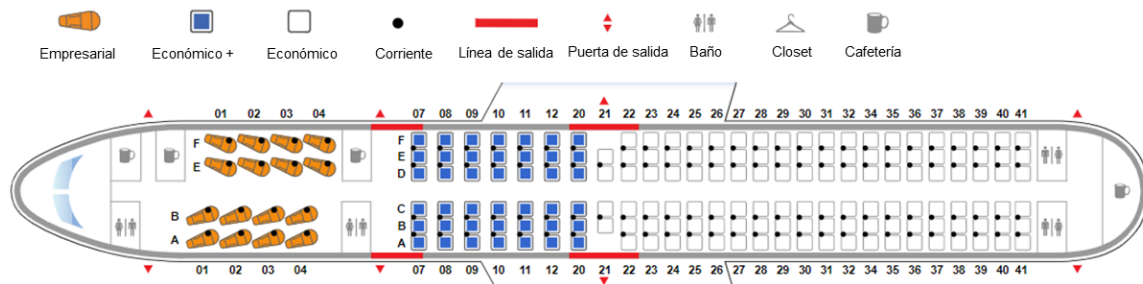 Empresarial Económico + Económico Corriente Línea de salida Puerta de salida Baño Closet Cafetería
01 02 03 04 07 08 09 10 11 12 20 21 22 23 24 25 26 27 28 29 30 31 32 33 34 35 36 37 38 39 40 41
F F
E E
D
B C
B
A A
01 02 03 04 07 08 09 10 11 12 20 21 22 23 24 25 26 27 28 29 30 31 32 33 34 35 36 37 38 39 40 41